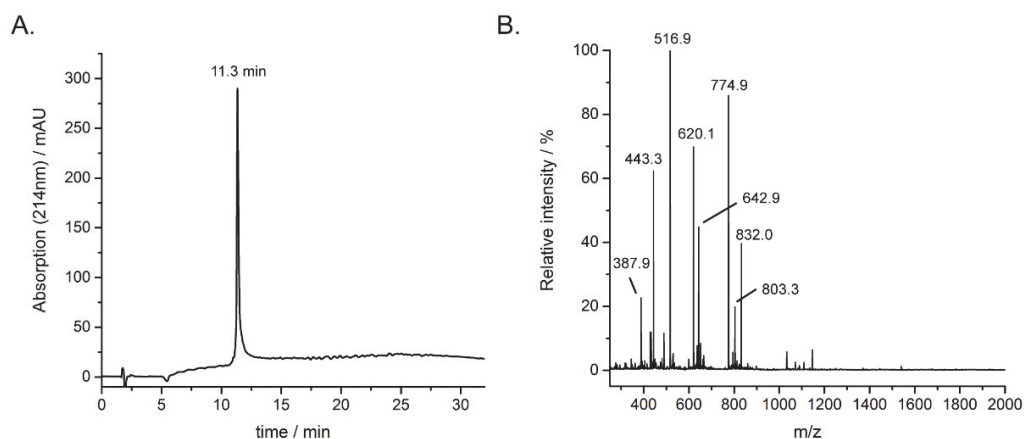 A.
B.
11.3 min
300
250
200
150
100
50
0
Absorption (214nm) / mAU
0 5 10 15 20 25 30
time / min
516.9
774.9
620.1
443.3
642.9
832.0
387.9
803.3
100
80
60
40
20
0
Relative intensity / %
400 600 800 1000 1200 1400 1600 1800 2000
m/z